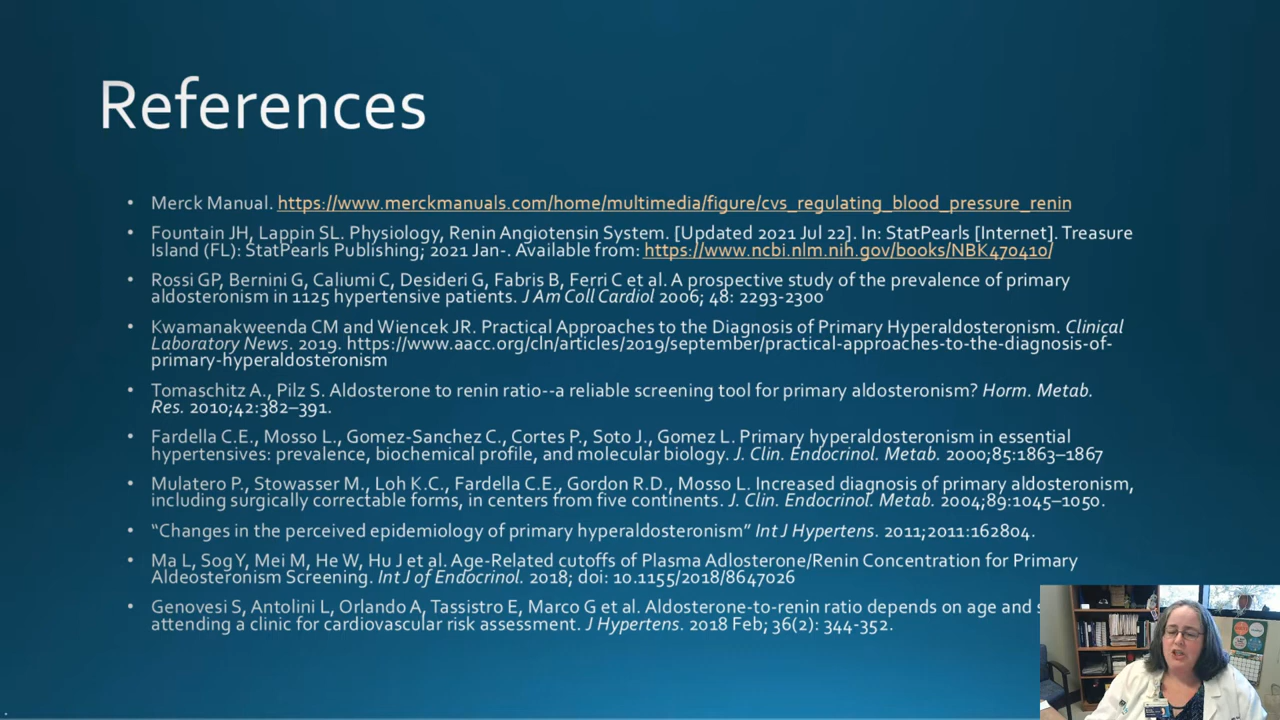 References
• Merck Manual. https://www.merckmanuals.com/home/multimedia/figure/cvs_regulating_blood_pressure_renin
• Fountain JH, Lappin SL. Physiology, Renin Angiotensin System. [Updated 2021 Jul 22]. In: StatPearls [Internet]. Treasure
Island (FL): StatPearls Publishing; 2021 Jan-. Available from: https://www.ncbi.nlm.nih.gov/books/NBK470410/
• Rossi GP, Bernini G, Caliumi C, Desideri G, Fabris B, Ferri C et al. A prospective study of the prevalence of primary
aldosteronism in 1125 hypertensive patients. J Am Coll Cardiol 2006; 48: 2293-2300
• Kwamanakweenda CM and Wiencek JR. Practical Approaches to the Diagnosis of Primary Hyperaldosteronism. Clinical
Laboratory News. 2019. https://www.aacc.org/cln/articles/2019/september/practical-approaches-to-the-diagnosis-of-
primary-hyperaldosteronism
• Tomaschitz A., Pilz S. Aldosterone to renin ratio--a reliable screening tool for primary aldosteronism? Horm. Metab.
Res. 2010;42:382–391.
• Fardella C.E., Mosso L., Gomez-Sanchez C., Cortes P., Soto J., Gomez L. Primary hyperaldosteronism in essential
hypertensives: prevalence, biochemical profile, and molecular biology. J. Clin. Endocrinol. Metab. 2000;85:1863–1867
• Mulatero P., Stowasser M., Loh K.C., Fardella C.E., Gordon R.D., Mosso L. Increased diagnosis of primary aldosteronism,
including surgically correctable forms, in centers from five continents. J. Clin. Endocrinol. Metab. 2004;89:1045–1050.
• “Changes in the perceived epidemiology of primary hyperaldosteronism” Int J Hypertens. 2011;2011:162804.
• Ma L, Sog Y, Mei M, He W, Hu J et al. Age-Related cutoffs of Plasma Adlosterone/Renin Concentration for Primary
Aldeosteronism Screening. Int J of Endocrinol. 2018; doi: 10.1155/2018/8647026
• Genovesi S, Antolini L, Orlando A, Tassistro E, Marco G et al. Aldosterone-to-renin ratio depends on age and
attending a clinic for cardiovascular risk assessment. J Hypertens. 2018 Feb; 36(2): 344-352.